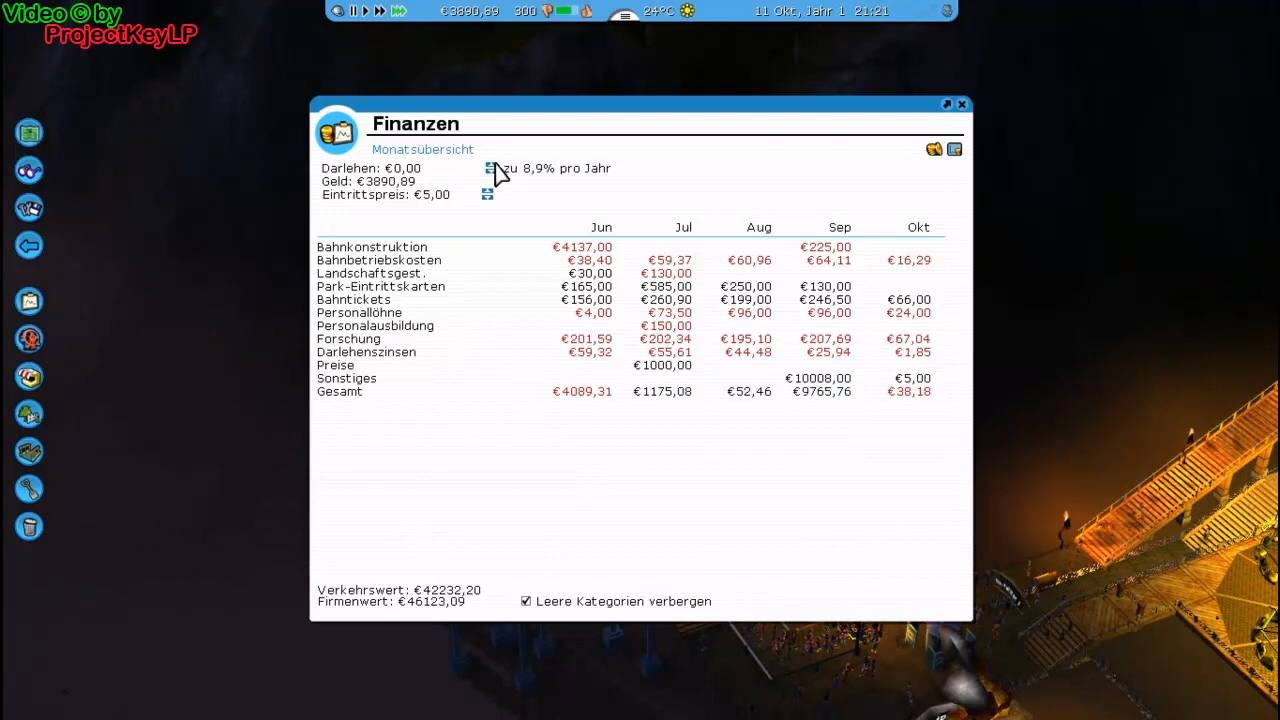 Video © by
ProjectKeyLP
€3890,89 300 24°C 11 Okt, Jahr 1 21:21
Finanzen
Monatsübersicht
Darlehen: €0,00 zu 8,9% pro Jahr
Geld: €3890,89
Eintrittspreis: €5,00
Jun Jul Aug Sep Okt
Bahnkonstruktion €4137,00 €225,00
Bahnbetriebskosten €38,40 €59,37 €60,96 €64,11 €16,29
Landschaftsgest. €30,00 €130,00
Park-Eintrittskarten €165,00 €585,00 €250,00 €130,00
Bahntickets €156,00 €260,90 €199,00 €246,50 €66,00
Personallöhne €4,00 €73,50 €96,00 €96,00 €24,00
Personalausbildung €150,00
Forschung €201,59 €202,34 €195,10 €207,69 €67,04
Darlehenszinsen €59,32 €55,61 €44,48 €25,94 €1,85
Preise €1000,00
Sonstiges €10008,00 €5,00
Gesamt €4089,31 €1175,08 €52,46 €9765,76 €38,18
Verkehrswert: €42232,20
Firmenwert: €46123,09 Leere Kategorien verbergen